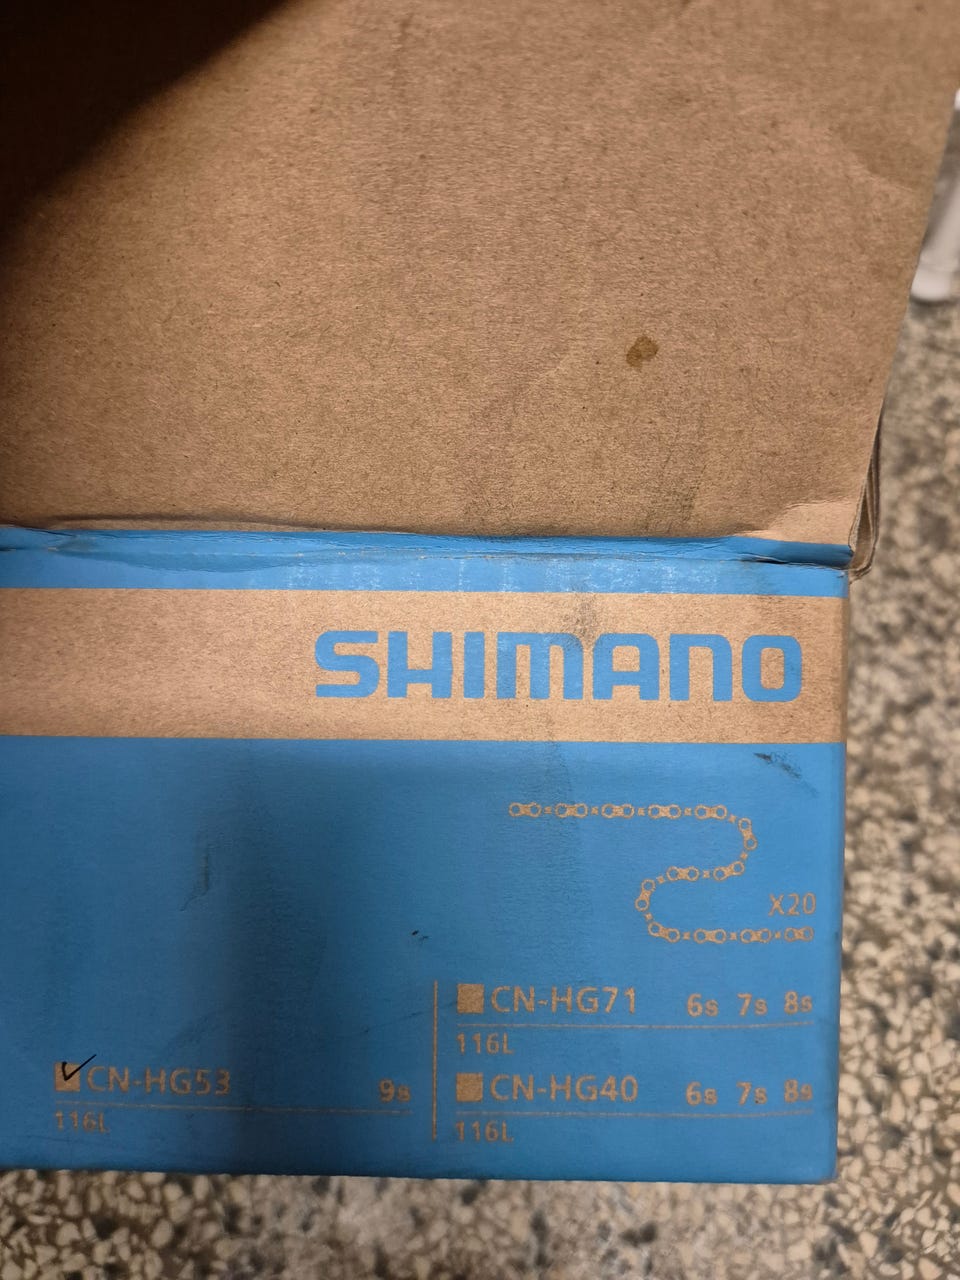 SHIMANO
X20
CN-HG53 9s
116L
CN-HG71 6s 7s 8s
116L
CN-HG40 6s 7s 8s
116L